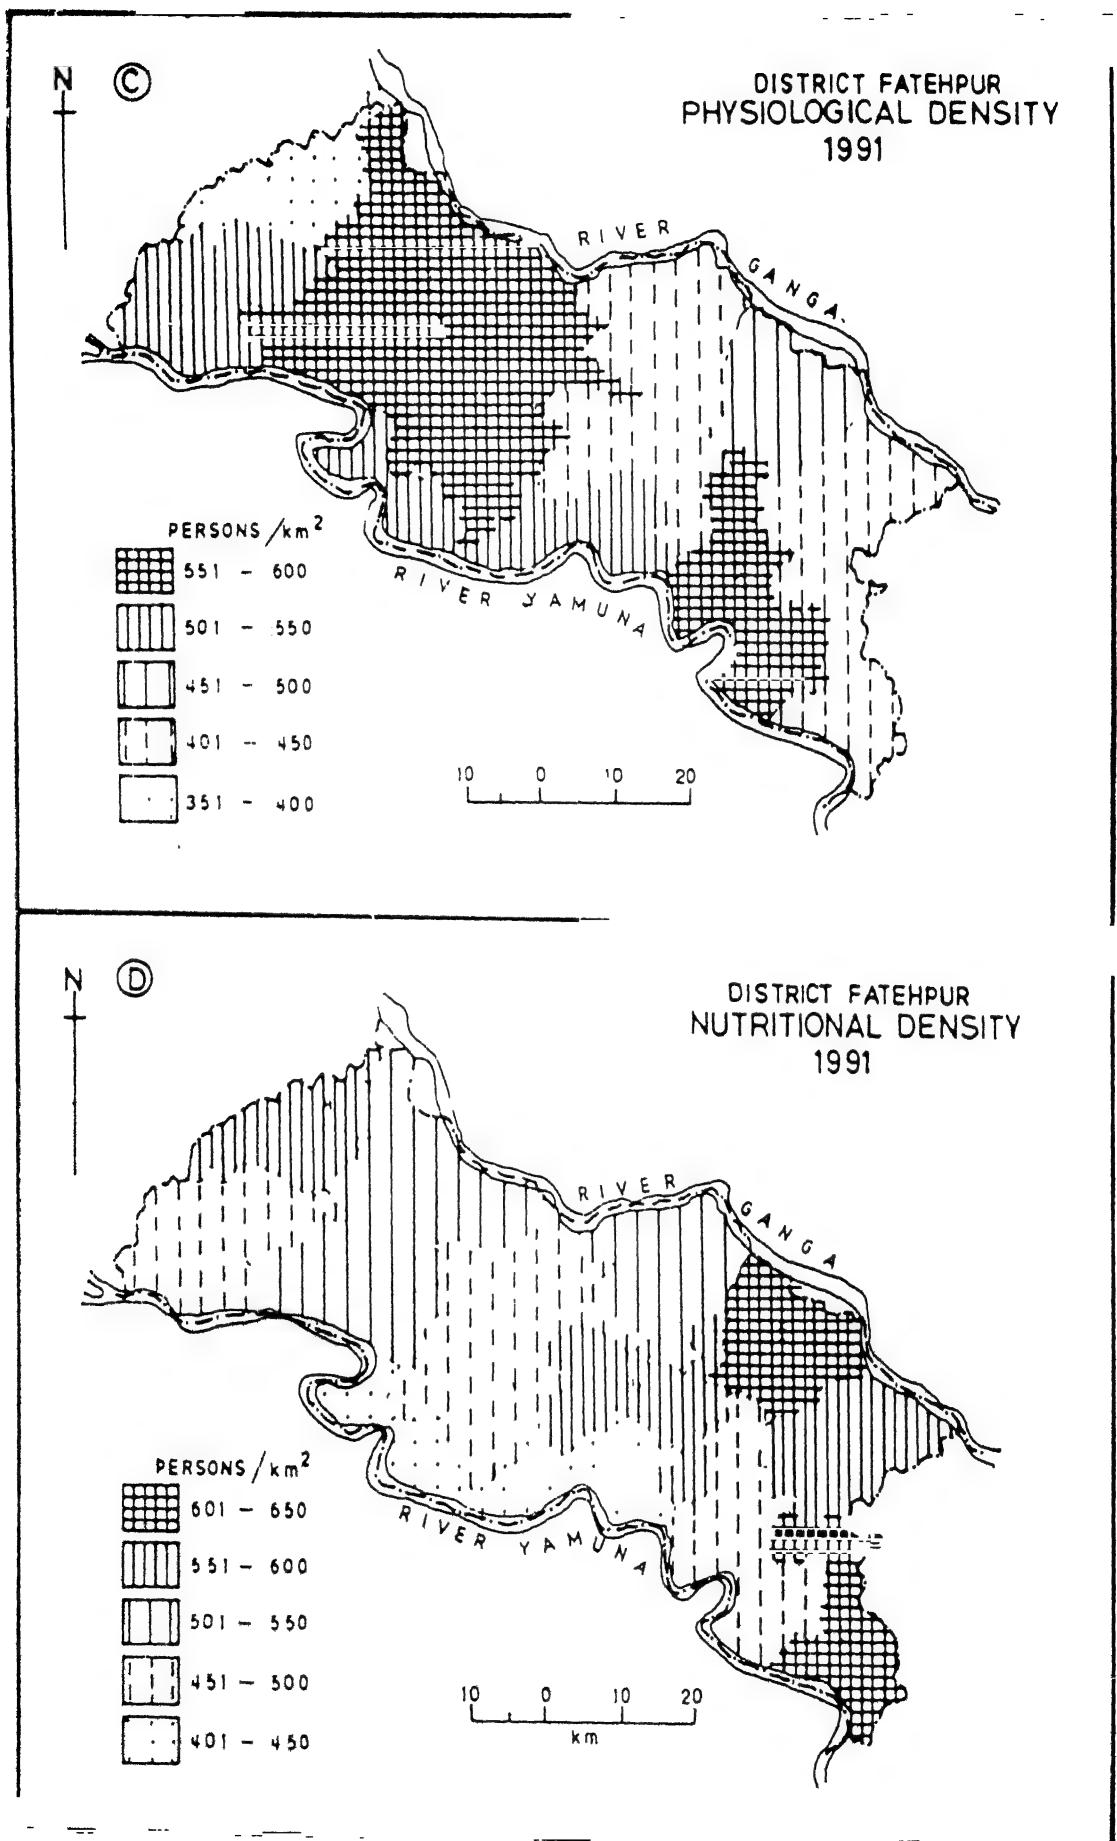 N
C
DISTRICT FATEHPUR
PHYSIOLOGICAL DENSITY
1991
RIVER
GANGA
PERSONS/km²
551 - 600
501 - 550
451 - 500
401 - 450
351 - 400
RIVER YAMUNA
10 0 10 20
N
D
DISTRICT FATEHPUR
NUTRITIONAL DENSITY
1991
RIVER
GANGA
PERSONS/km²
601 - 650
551 - 600
501 - 550
451 - 500
401 - 450
RIVER YAMUNA
10 0 10 20
km